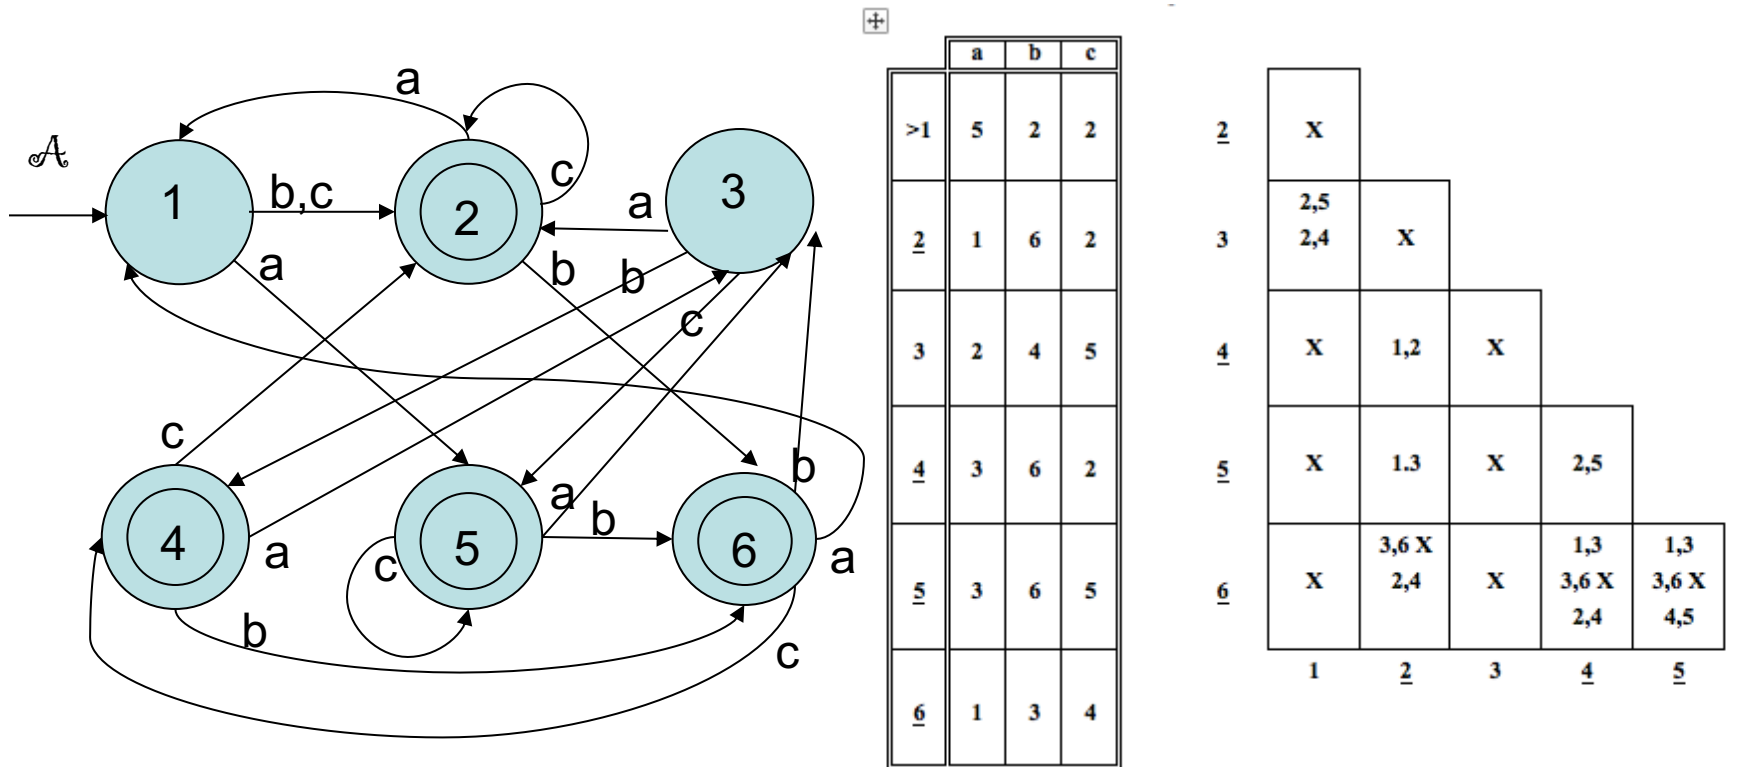 𝒜
a
1
b,c
2
c
a
3
a
b
b
c
c
4
a
b
c
5
a
b
6
b
a
c
a b c
>1 5 2 2
2 1 6 2
3 2 4 5
4 3 6 2
5 3 6 5
6 1 3 4
2 X
3 2,5
2,4 X
4 X 1,2 X
5 X 1.3 X 2,5
6 X 3,6 X
2,4 X 1,3
3,6 X
2,4 1,3
3,6 X
4,5
1 2 3 4 5